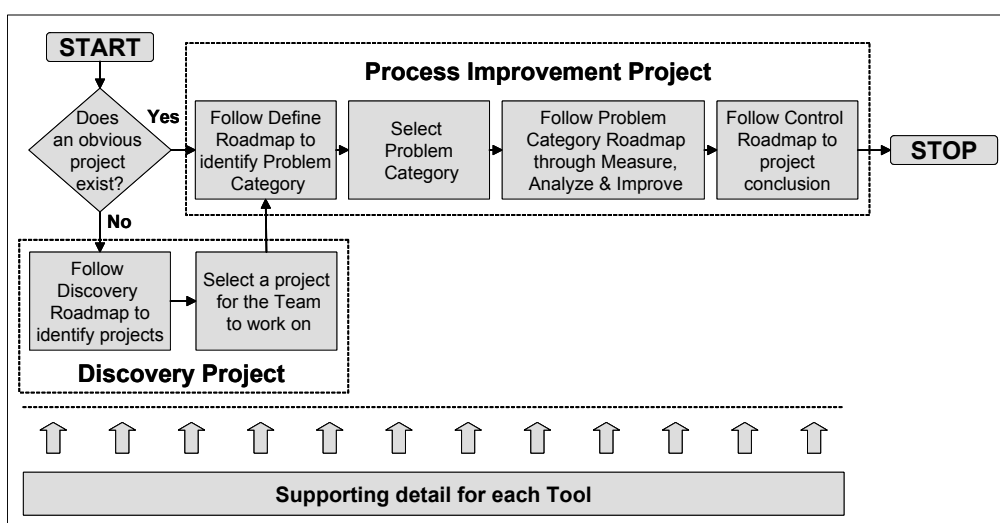 START
Process Improvement Project
Does
an obvious
project
exist?
Yes
Follow Define
Roadmap to
identify Problem
Category
Select
Problem
Category
Follow Problem
Category Roadmap
through Measure,
Analyze & Improve
Follow Control
Roadmap to
project
conclusion
STOP
No
Follow
Discovery
Roadmap to
identify projects
Select a project
for the Team
to work on
Discovery Project
Supporting detail for each Tool